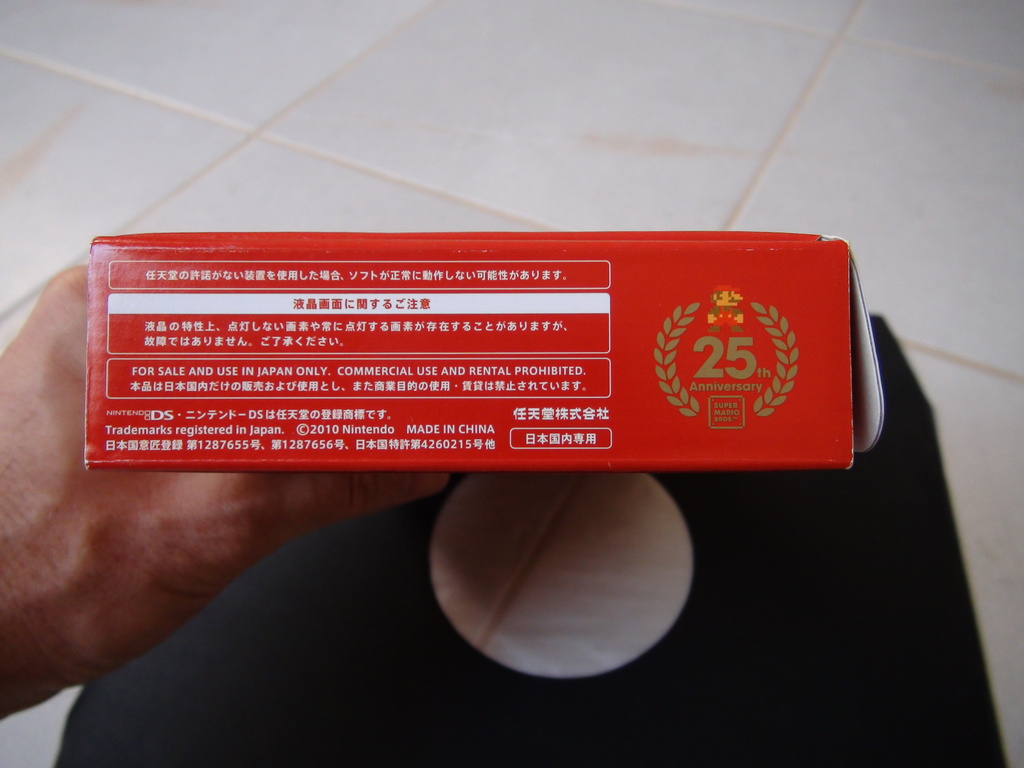 任天堂の許諾がない装置を使用した場合、ソフトが正常に動作しない可能性があります。
液晶画面に関するご注意
液晶の特性上、点灯しない画素や常に点灯する画素が存在することがありますが、
故障ではありません。ご了承ください。
FOR SALE AND USE IN JAPAN ONLY. COMMERCIAL USE AND RENTAL PROHIBITED.
本品は日本国内だけの販売および使用とし、また商業目的の使用・賃貸は禁止されています。
NINTENDO DS・ニンテンドーDSは任天堂の登録商標です。
Trademarks registered in Japan. ©2010 Nintendo MADE IN CHINA
日本国意匠登録 第1287655号、第1287656号、日本国特許第4260215号他
任天堂株式会社
日本国内専用
25th
Anniversary
SUPER
MARIO
BROS.™